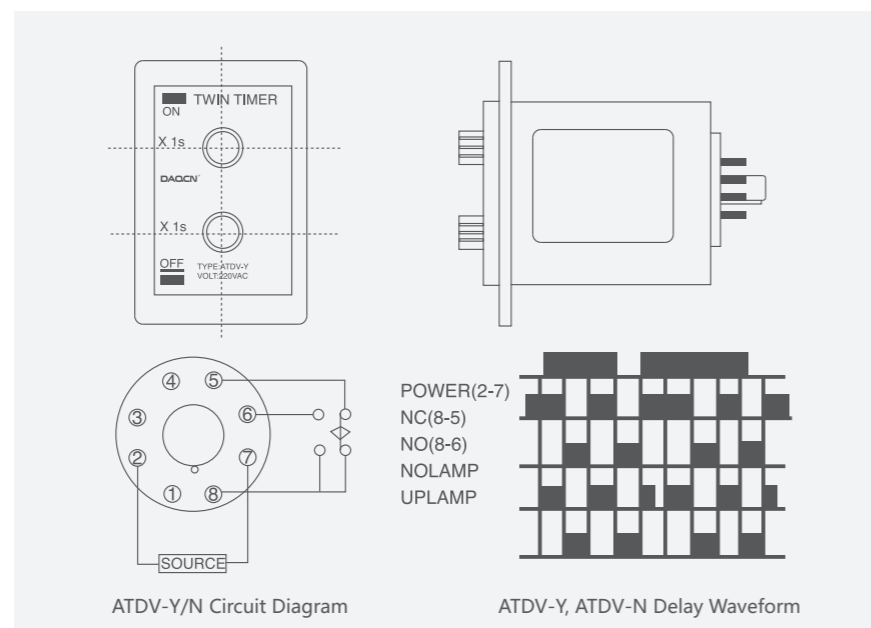 TWIN TIMER
ON
X 1s
DAQCN
X 1s
OFF
TYPE:ATDV-Y
VOLT:220VAC
④ ⑤
③ ⑥
② ⑦
① ⑧
SOURCE
ATDV-Y/N Circuit Diagram
POWER(2-7)
NC(8-5)
NO(8-6)
NOLAMP
UPLAMP
ATDV-Y, ATDV-N Delay Waveform